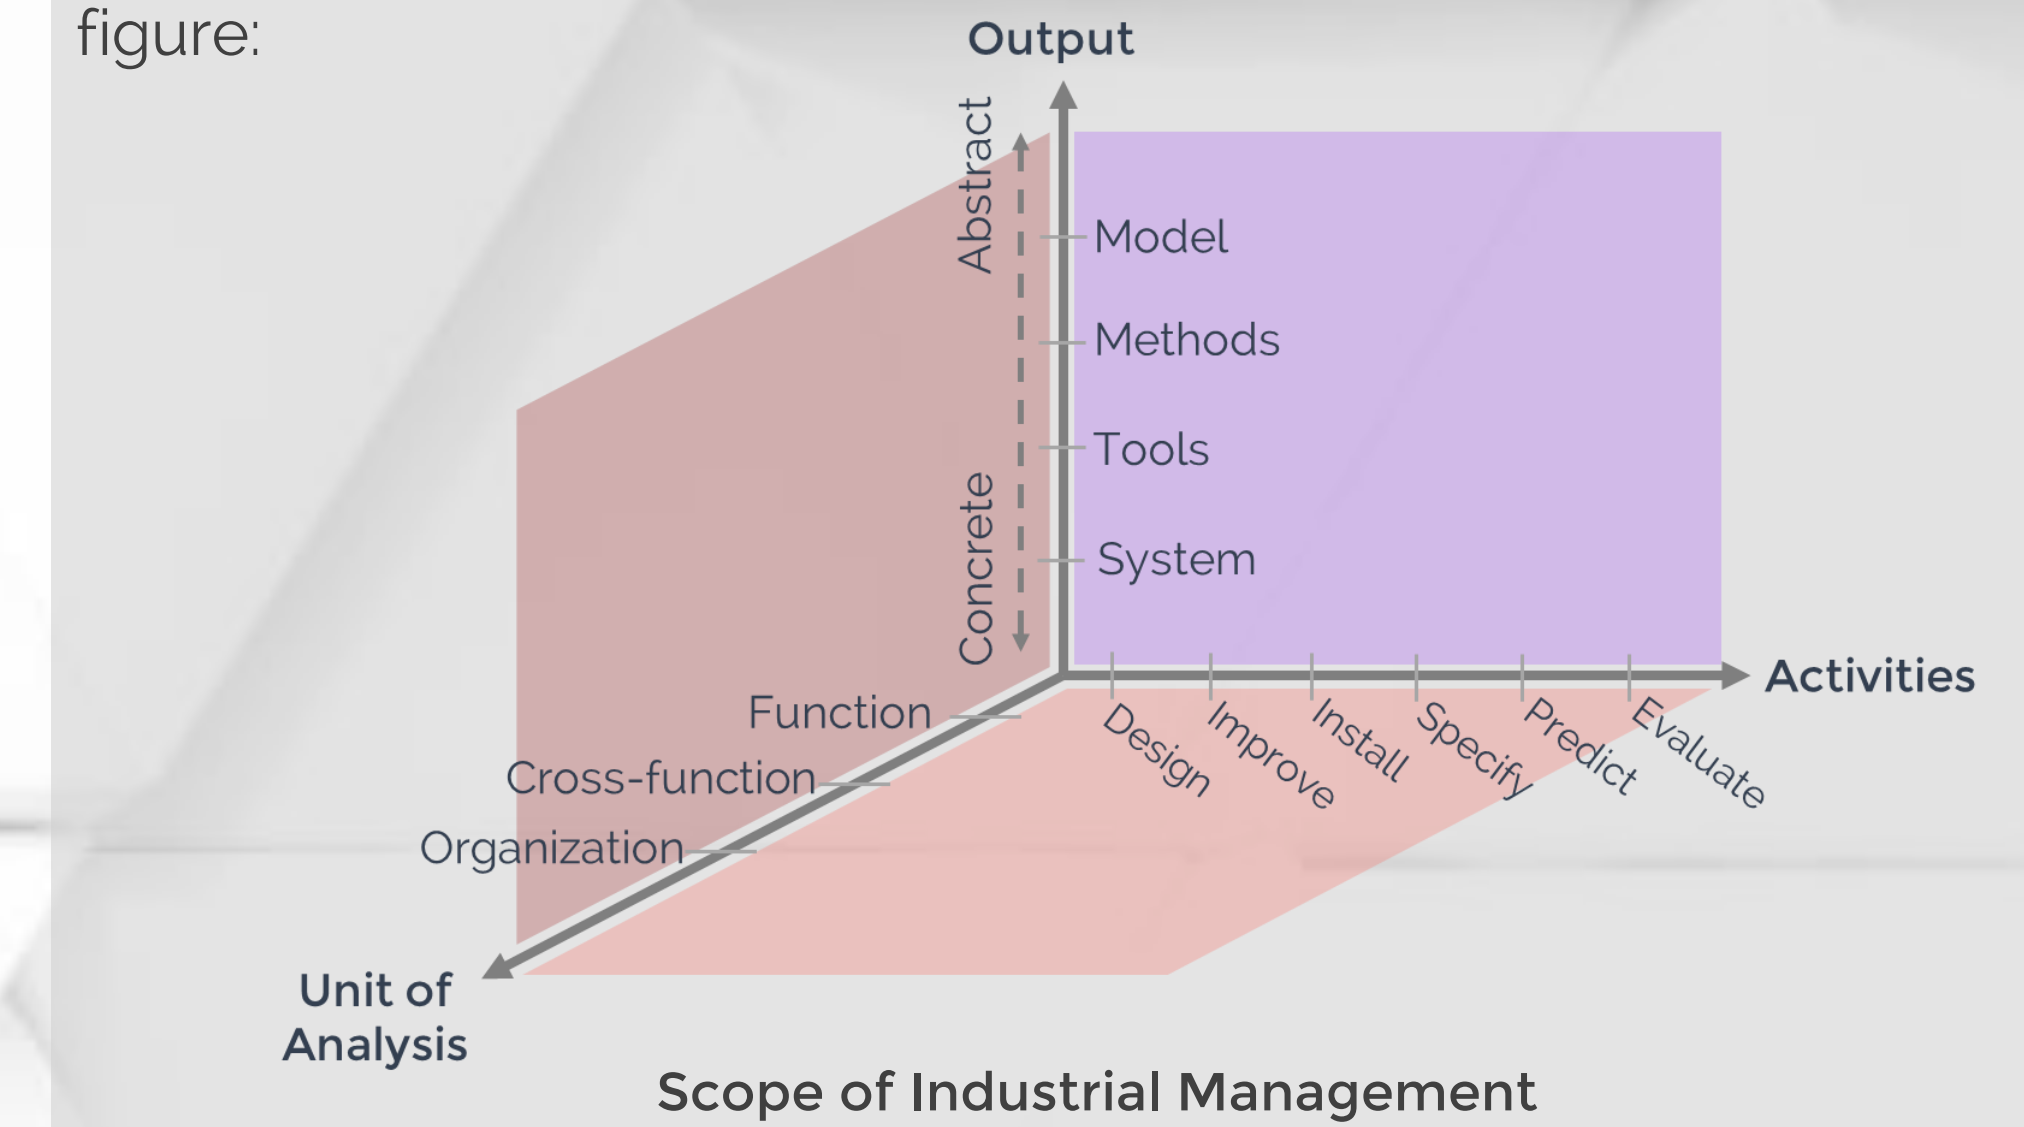 figure:
Output
Abstract
Concrete
Model
Methods
Tools
System
Activities
Design
Improve
Install
Specify
Predict
Evaluate
Function
Cross-function
Organization
Unit of
Analysis
Scope of Industrial Management